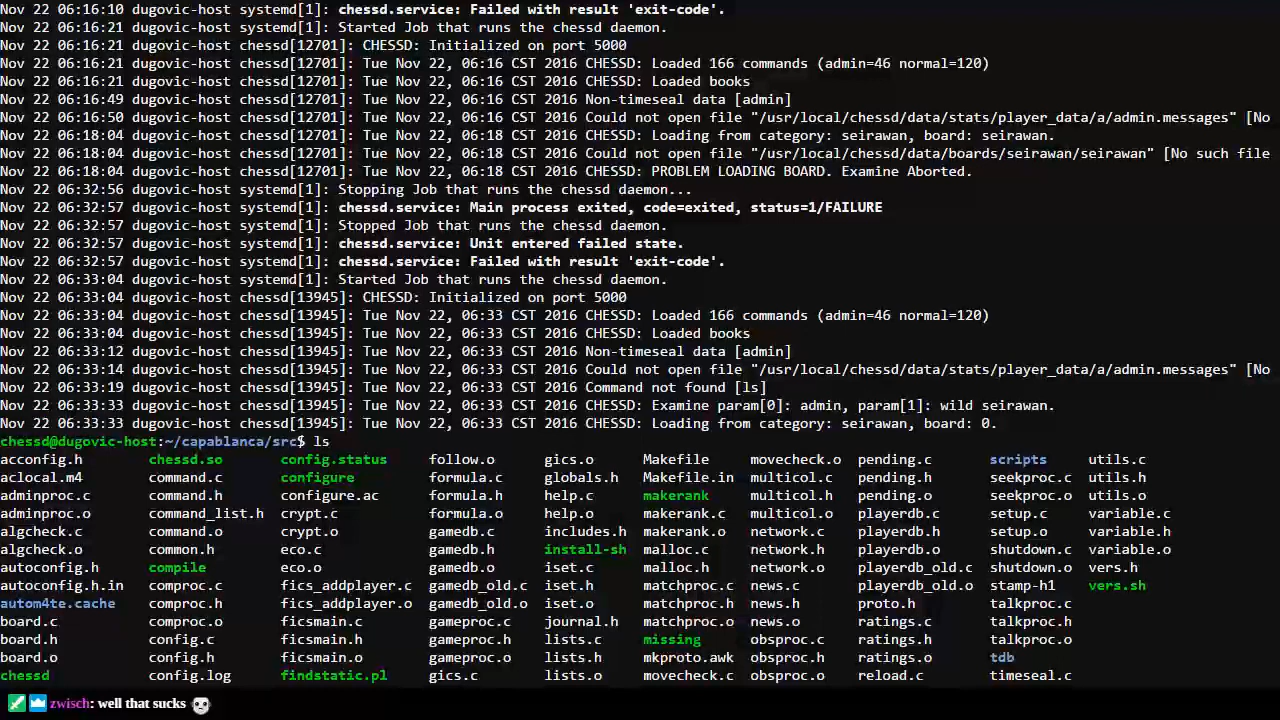 Nov 22 06:16:10 dugovic-host systemd[1]: chessd.service: Failed with result 'exit-code'.
Nov 22 06:16:21 dugovic-host systemd[1]: Started Job that runs the chessd daemon.
Nov 22 06:16:21 dugovic-host chessd[12701]: CHESSD: Initialized on port 5000
Nov 22 06:16:21 dugovic-host chessd[12701]: Tue Nov 22, 06:16 CST 2016 CHESSD: Loaded 166 commands (admin=46 normal=120)
Nov 22 06:16:21 dugovic-host chessd[12701]: Tue Nov 22, 06:16 CST 2016 CHESSD: Loaded books
Nov 22 06:16:49 dugovic-host chessd[12701]: Tue Nov 22, 06:16 CST 2016 Non-timeseal data [admin]
Nov 22 06:16:50 dugovic-host chessd[12701]: Tue Nov 22, 06:16 CST 2016 Could not open file "/usr/local/chessd/data/stats/player_data/a/admin.messages" [No
Nov 22 06:18:04 dugovic-host chessd[12701]: Tue Nov 22, 06:18 CST 2016 CHESSD: Loading from category: seirawan, board: seirawan.
Nov 22 06:18:04 dugovic-host chessd[12701]: Tue Nov 22, 06:18 CST 2016 Could not open file "/usr/local/chessd/data/boards/seirawan/seirawan" [No such file
Nov 22 06:18:04 dugovic-host chessd[12701]: Tue Nov 22, 06:18 CST 2016 CHESSD: PROBLEM LOADING BOARD. Examine Aborted.
Nov 22 06:32:56 dugovic-host systemd[1]: Stopping Job that runs the chessd daemon...
Nov 22 06:32:57 dugovic-host systemd[1]: chessd.service: Main process exited, code=exited, status=1/FAILURE
Nov 22 06:32:57 dugovic-host systemd[1]: Stopped Job that runs the chessd daemon.
Nov 22 06:32:57 dugovic-host systemd[1]: chessd.service: Unit entered failed state.
Nov 22 06:32:57 dugovic-host systemd[1]: chessd.service: Failed with result 'exit-code'.
Nov 22 06:33:04 dugovic-host systemd[1]: Started Job that runs the chessd daemon.
Nov 22 06:33:04 dugovic-host chessd[13945]: CHESSD: Initialized on port 5000
Nov 22 06:33:04 dugovic-host chessd[13945]: Tue Nov 22, 06:33 CST 2016 CHESSD: Loaded 166 commands (admin=46 normal=120)
Nov 22 06:33:04 dugovic-host chessd[13945]: Tue Nov 22, 06:33 CST 2016 CHESSD: Loaded books
Nov 22 06:33:12 dugovic-host chessd[13945]: Tue Nov 22, 06:33 CST 2016 Non-timeseal data [admin]
Nov 22 06:33:14 dugovic-host chessd[13945]: Tue Nov 22, 06:33 CST 2016 Could not open file "/usr/local/chessd/data/stats/player_data/a/admin.messages" [No
Nov 22 06:33:19 dugovic-host chessd[13945]: Tue Nov 22, 06:33 CST 2016 Command not found [ls]
Nov 22 06:33:33 dugovic-host chessd[13945]: Tue Nov 22, 06:33 CST 2016 CHESSD: Examine param[0]: admin, param[1]: wild seirawan.
Nov 22 06:33:33 dugovic-host chessd[13945]: Tue Nov 22, 06:33 CST 2016 CHESSD: Loading from category: seirawan, board: 0.
chessd@dugovic-host:~/capablanca/src$ ls
acconfig.h chessd.so config.status follow.o gics.o Makefile movecheck.o pending.c scripts utils.c
aclocal.m4 command.c configure formula.c globals.h Makefile.in multicol.c pending.h seekproc.c utils.h
adminproc.c command.h configure.ac formula.h help.c makerank multicol.h pending.o seekproc.o utils.o
adminproc.o command_list.h crypt.c formula.o help.o makerank.c multicol.o playerdb.c setup.c variable.c
algcheck.c command.o crypt.o gamedb.c includes.h makerank.o network.c playerdb.h setup.o variable.h
algcheck.o common.h eco.c gamedb.h install-sh malloc.c network.h playerdb.o shutdown.c variable.o
autoconfig.h compile eco.o gamedb.o iset.c malloc.h network.o playerdb_old.c shutdown.o vers.h
autoconfig.h.in comproc.c fics_addplayer.c gamedb_old.c iset.h matchproc.c news.c playerdb_old.o stamp-h1 vers.sh
autom4te.cache comproc.h fics_addplayer.o gamedb_old.o iset.o matchproc.h news.h proto.h talkproc.c
board.c comproc.o ficsmain.c gameproc.c journal.h matchproc.o news.o ratings.c talkproc.h
board.h config.c ficsmain.h gameproc.h lists.c missing obsproc.c ratings.h talkproc.o
board.o config.h ficsmain.o gameproc.o lists.h mkproto.awk obsproc.h ratings.o tdb
chessd config.log findstatic.pl gics.c lists.o movecheck.c obsproc.o reload.c timeseal.c
zwisch: well that sucks